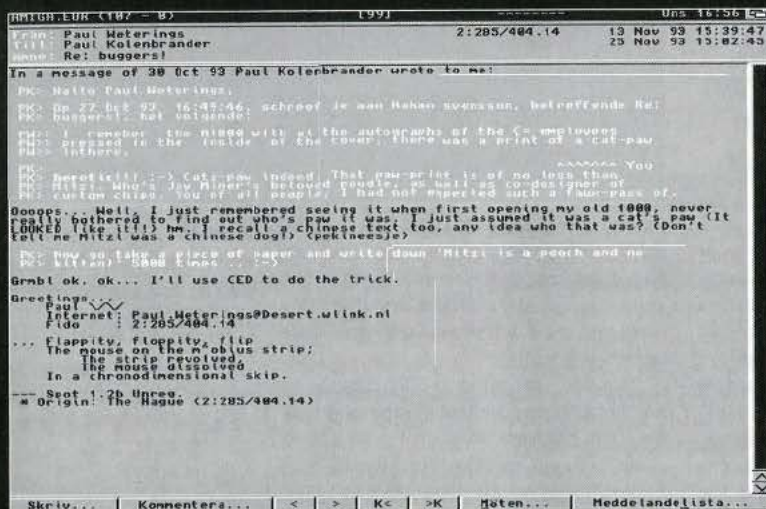 AMIGA.EUR (107 - 8) [99] -------- Ons 16:56
Från: Paul Weterings 2:285/404.14 13 Nov 93 15:39:47
Till: Paul Kolenbrander 25 Nov 93 15:02:45
Ämne: Re: buggers!
In a message of 30 Oct 93 Paul Kolenbrander wrote to me:
PK> Hallo Paul Weterings,
PK> Op 27 Oct 93 16:49:46, schreef je aan Hakan svensson, betreffende Re:
PK> buggers! het volgende:
PW>> I remeber the A1000 with al the autographs of the C= employees
PW>> pressed in the inside of the cover, there was a print of a cat-paw
PW>> inthere.
^^^^^^^ You
PK> heretic!!! :-) Cats-paw indeed. That paw-print is of no less than
PK> Mitzi. Who's Jay Miner's beloved poodle, as well as co-designer of
PK> custom chips. You of all people, I had not expected such a fauc-pass of.
Oooops... Well, I just remembered seeing it when first opening my old 1000, never
really bothered to find out who's paw it was. I just assumed it was a cat's paw (It
LOOKED like it!!) hm. I recall a chinese text too, any idea who that was? (Don't
tell me Mitzi was a chinese dog!) (pekineesje)
PK> Now go take a piece of paper and write down 'Mitzi is a pooch and no
PK> kitten)' 5000 times .. :-)
Grmbl ok. ok... I'll use CED to do the trick.
Greetings...
Paul \/\/
Internet: Paul.Weterings@Desert.wlink.nl
Fido : 2:285/404.14
... Flappity, floppity, flip
The mouse on the m"obius strip;
The strip revolved,
The mouse dissolved
In a chronodimensional skip.
--- Spot 1.2b Unreg.
* Origin: The Hague (2:285/404.14)
Skriv... Kommentera... < > K< >K Möten... Meddelandelista...